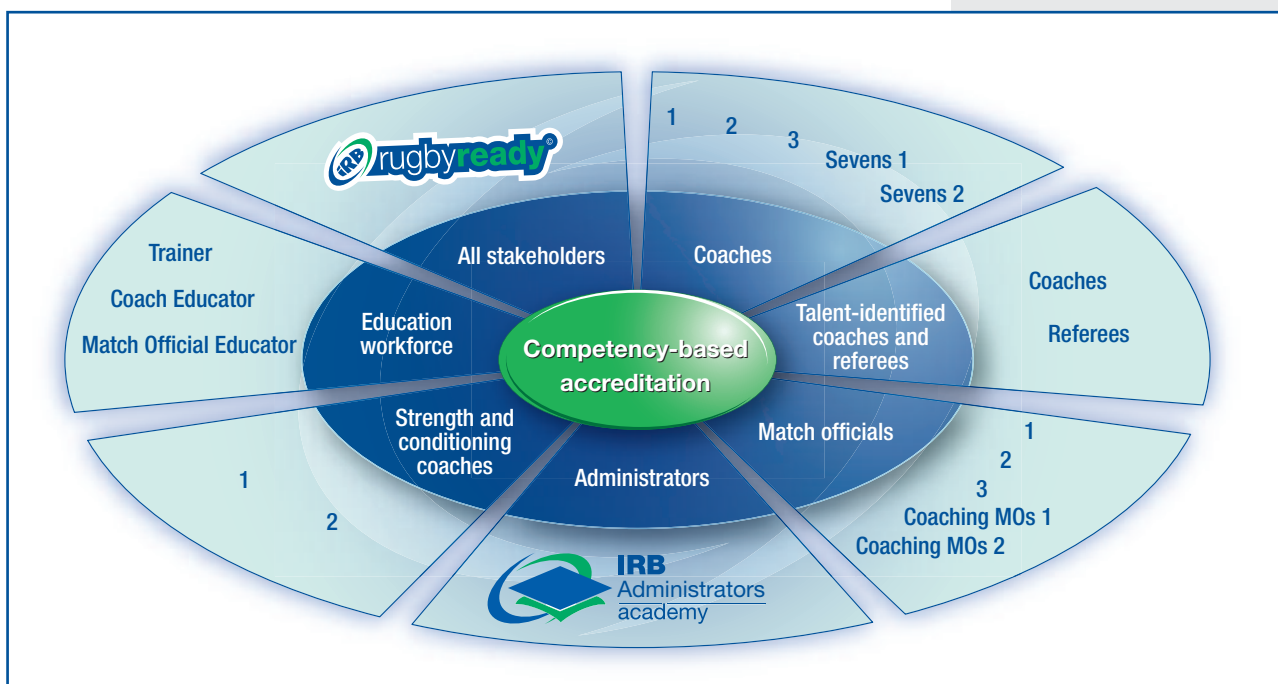 IRB rugbyready©
1
2
3
Sevens 1
Sevens 2
All stakeholders
Coaches
Trainer
Coach Educator
Match Official Educator
Education
workforce
Competency-based
accreditation
Talent-identified
coaches and
referees
Coaches
Referees
Strength and
conditioning
coaches
Administrators
Match officials
1
2
1
2
3
Coaching MOs 1
Coaching MOs 2
IRB
Administrators
academy